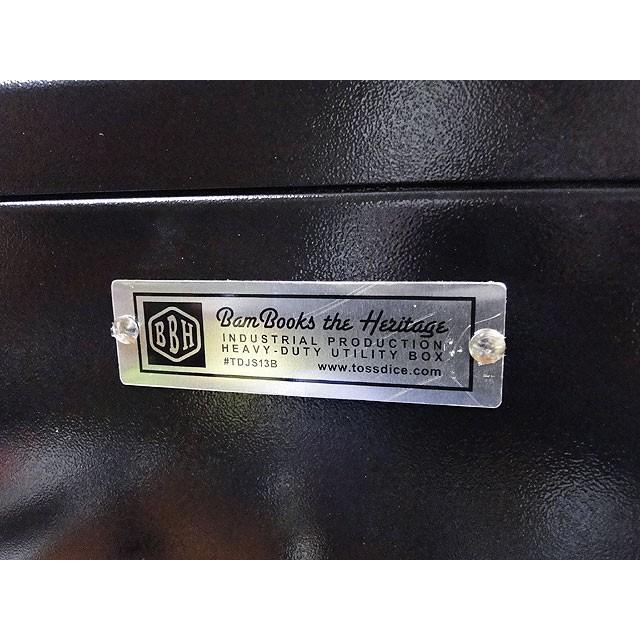 BBH
BamBooks the Heritage
INDUSTRIAL PRODUCTION
HEAVY-DUTY UTILITY BOX
#TDJS13B www.tossdice.com